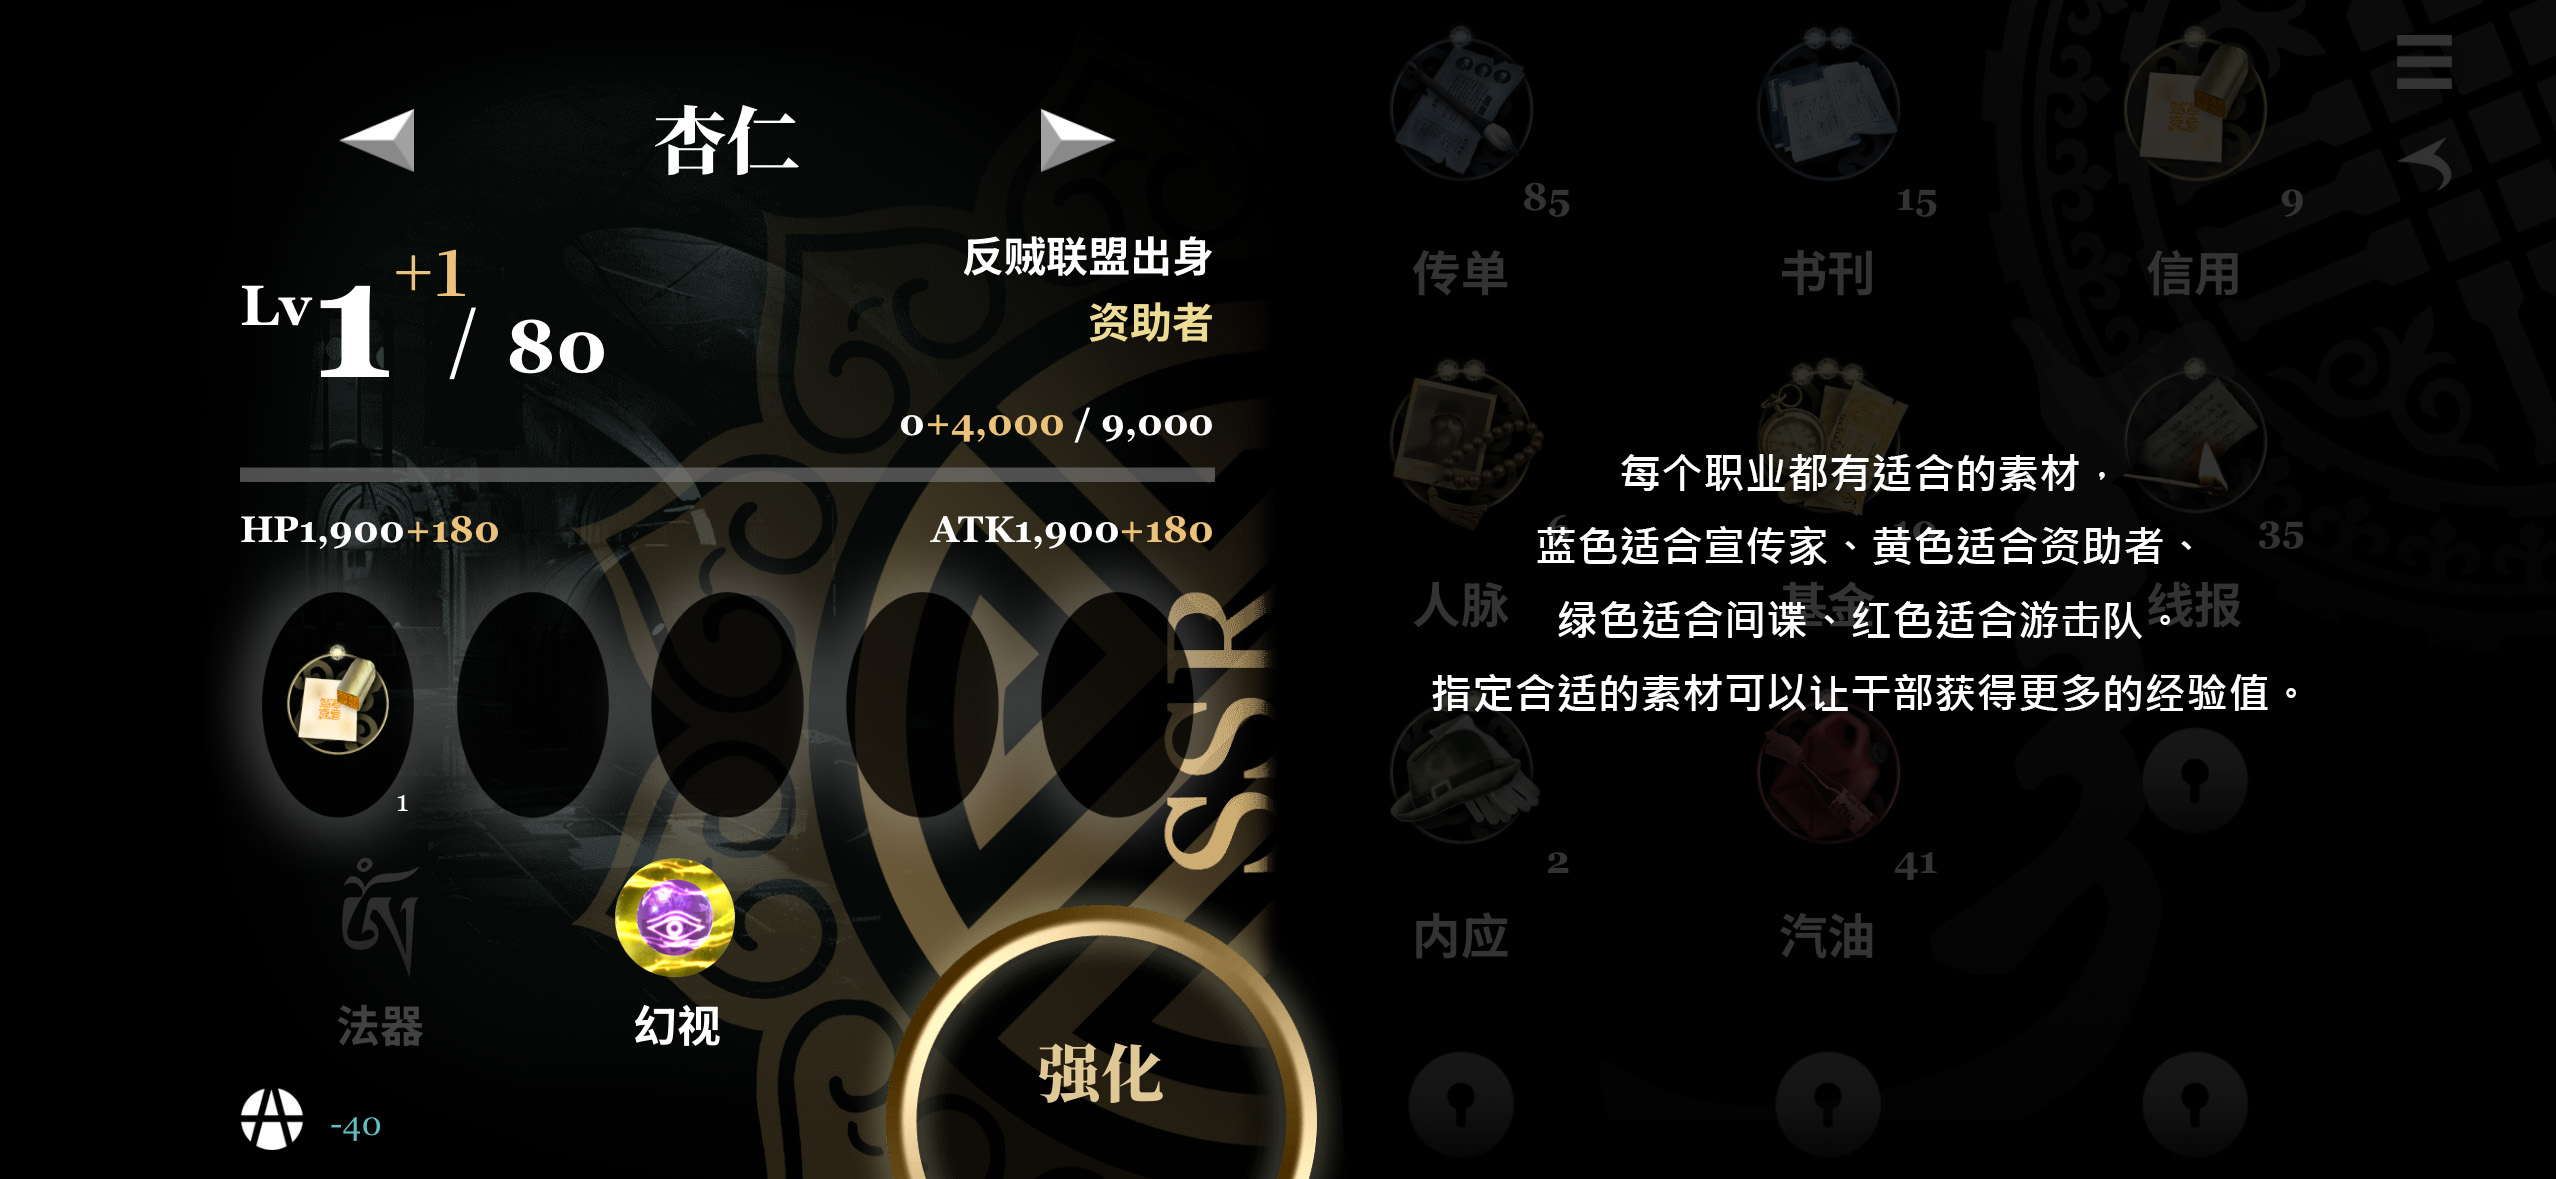 杏仁
Lv1+1/ 80
反贼联盟出身
资助者
0+4,000 / 9,000
HP1,900+180
ATK1,900+180
1
SSR
法器
幻视
强化
-40
85
15
9
传单
书刊
信用
6
10
35
人脉
基金
线报
每个职业都有适合的素材，
蓝色适合宣传家、黄色适合资助者、
绿色适合间谍、红色适合游击队。
指定合适的素材可以让干部获得更多的经验值。
2
41
内应
汽油